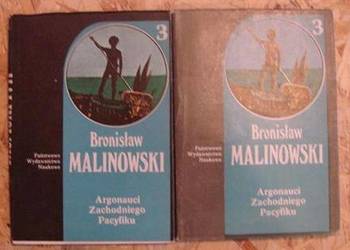 3
Bronisław
MALINOWSKI
Państwowe
Wydawnictwo
Naukowe
Argonauci
Zachodniego
Pacyfiku
3
Bronisław
MALINOWSKI
Państwowe
Wydawnictwo
Naukowe
Argonauci
Zachodniego
Pacyfiku